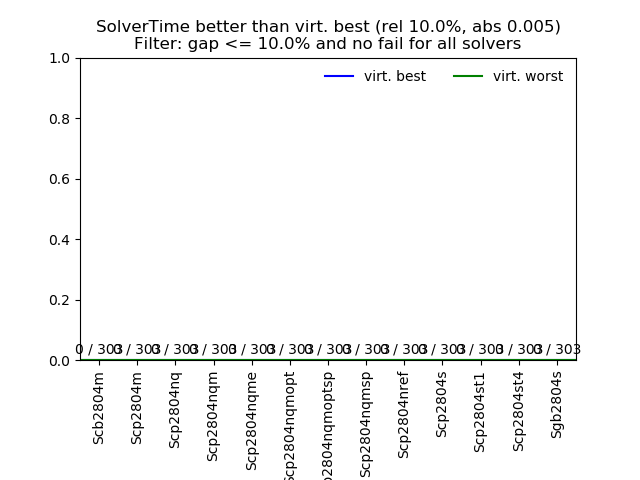 SolverTime better than virt. best (rel 10.0%, abs 0.005)
Filter: gap <= 10.0% and no fail for all solvers
virt. best virt. worst
1.0
0.8
0.6
0.4
0.2
0.0
0 / 303 0 / 303 0 / 303 0 / 303 0 / 303 0 / 303 0 / 303 0 / 303 0 / 303 0 / 303 0 / 303 0 / 303 0 / 303
Scb2804m
Scp2804m
Scp2804nq
Scp2804nqm
Scp2804nqme
Scp2804nqmopt
p2804nqmoptsp
Scp2804nqmsp
Scp2804nref
Scp2804s
Scp2804st1
Scp2804st4
Sgb2804s